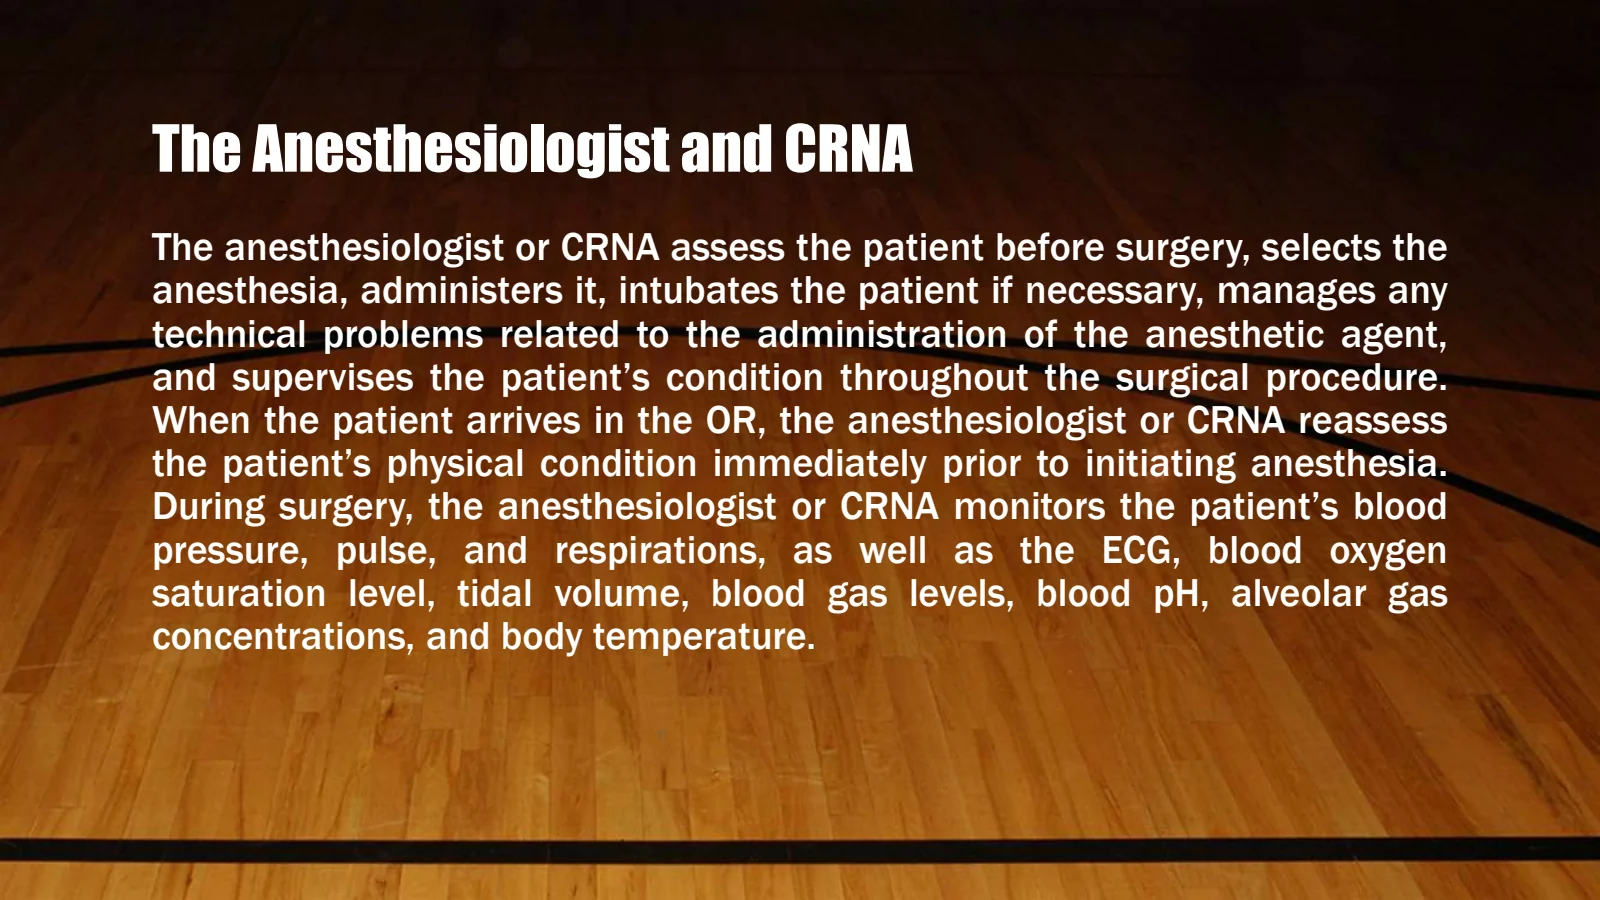 The Anesthesiologist and CRNA
The anesthesiologist or CRNA assess the patient before surgery, selects the
anesthesia, administers it, intubates the patient if necessary, manages any
technical problems related to the administration of the anesthetic agent,
and supervises the patient’s condition throughout the surgical procedure.
When the patient arrives in the OR, the anesthesiologist or CRNA reassess
the patient’s physical condition immediately prior to initiating anesthesia.
During surgery, the anesthesiologist or CRNA monitors the patient’s blood
pressure, pulse, and respirations, as well as the ECG, blood oxygen
saturation level, tidal volume, blood gas levels, blood pH, alveolar gas
concentrations, and body temperature.